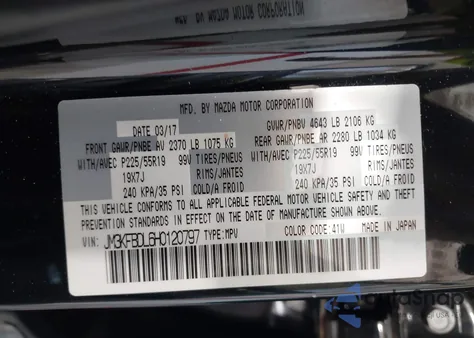 MFD. BY MAZDA MOTOR CORPORATION
DATE 03/17 GVWR/PNBV 4643 LB 2106 KG
FRONT GAWR/PNBE AV 2370 LB 1075 KG REAR GAWR/PNBE AR 2280 LB 1034 KG
WITH/AVEC P225/55R19 99V TIRES/PNEUS WITH/AVEC P225/55R19 99V TIRES/PNEUS
19X7J RIMS/JANTES 19X7J RIMS/JANTES
240 KPA/35 PSI COLD/A FROID 240 KPA/35 PSI COLD/A FROID
THIS VEHICLE CONFORMS TO ALL APPLICABLE FEDERAL MOTOR VEHICLE SAFETY, BUMPER, AND THEFT PREVENTION
STANDARDS IN EFFECT ON THE DATE OF MANUFACTURE SHOWN ABOVE.
VIN: JM3KFBDL6H0120797 TYPE:MPV COLOR CODE: 41W MADE IN JAPAN
AutoSnap